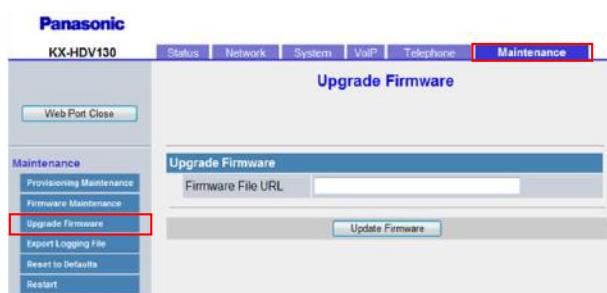 Panasonic
KX-HDV130
Status Network System VoIP Telephone Maintenance
Web Port Close
Maintenance
Provisioning Maintenance
Firmware Maintenance
Upgrade Firmware
Export Logging File
Reset to Defaults
Restart
Upgrade Firmware
Upgrade Firmware
Firmware File URL
Update Firmware